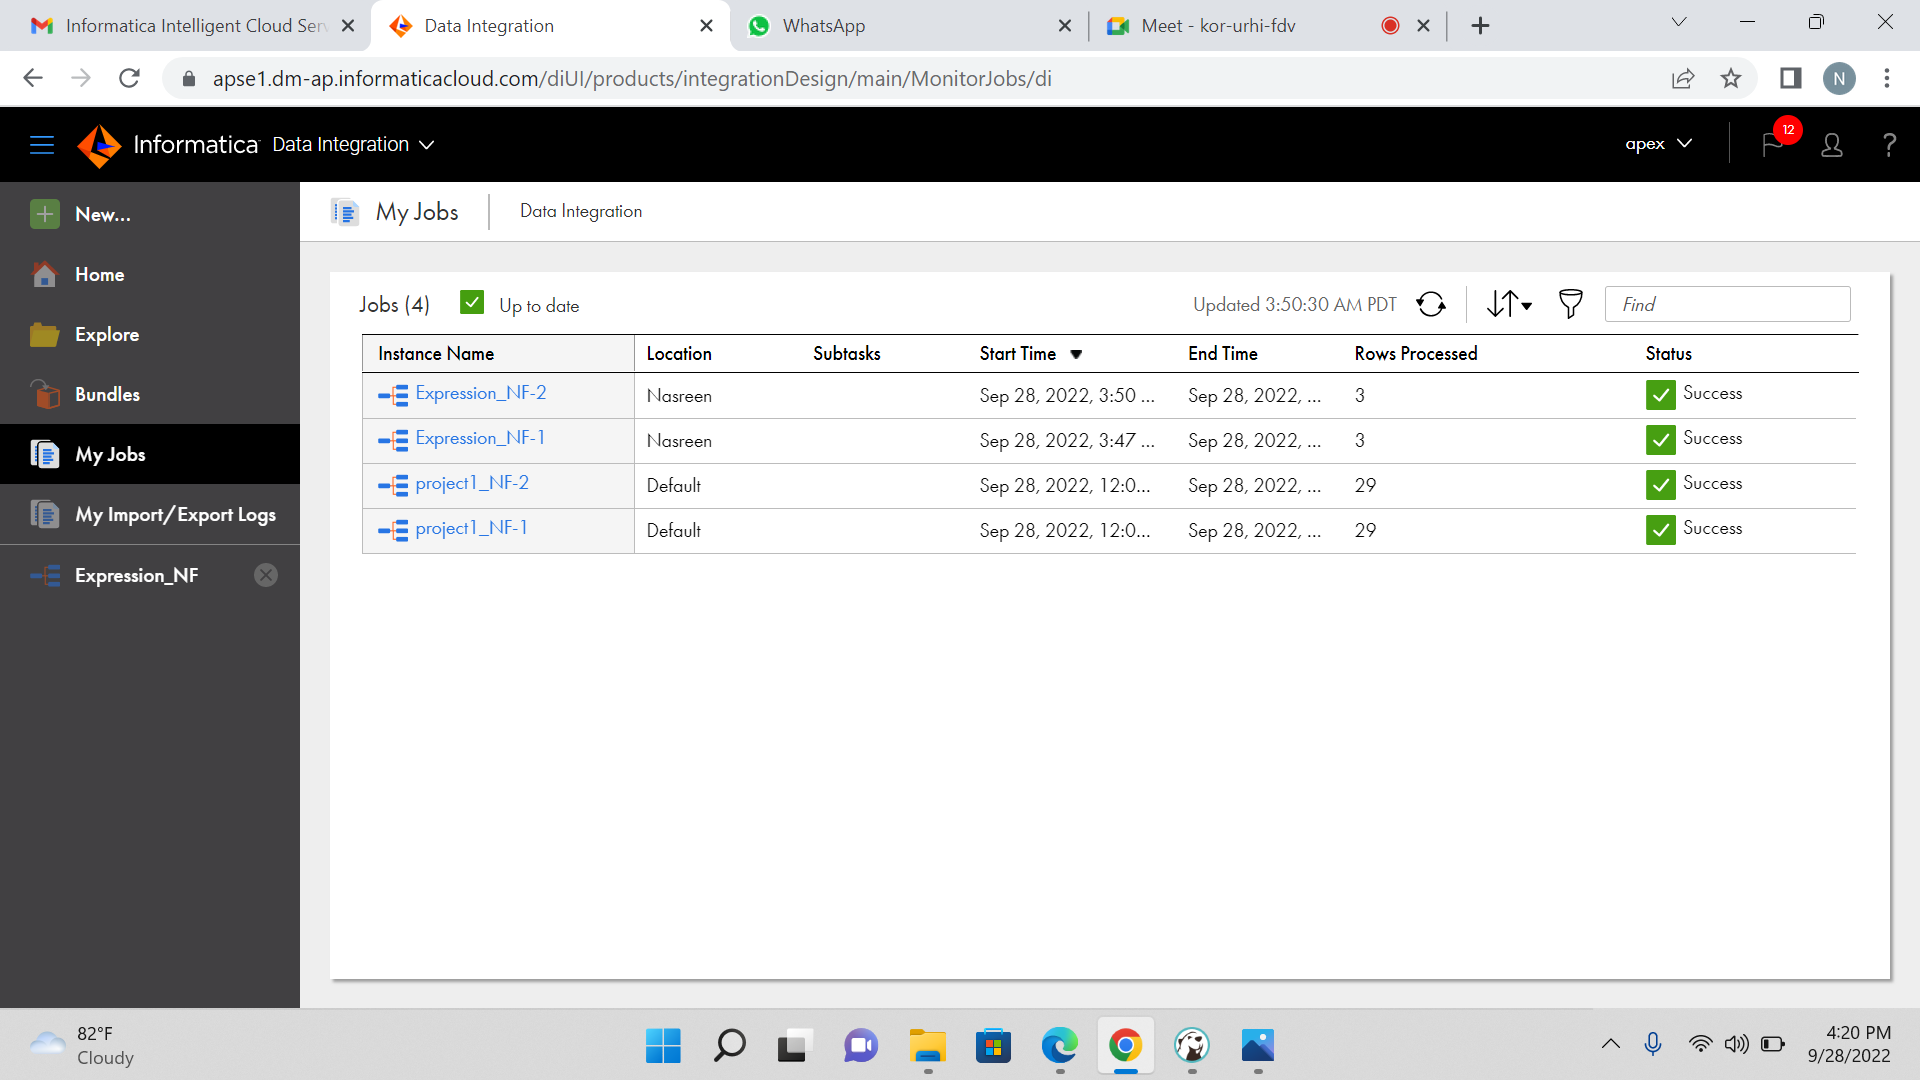 Informatica Intelligent Cloud Ser
Data Integration
WhatsApp
Meet - kor-urhi-fdv
apse1.dm-ap.informaticacloud.com/diUI/products/integrationDesign/main/MonitorJobs/di
N
Informatica Data Integration
apex
12
?
New...
Home
Explore
Bundles
My Jobs
My Import/Export Logs
Expression_NF
My Jobs
Data Integration
Jobs (4)
Up to date
Updated 3:50:30 AM PDT
Find
Instance Name Location Subtasks Start Time End Time Rows Processed Status
Expression_NF-2 Nasreen Sep 28, 2022, 3:50 ... Sep 28, 2022, ... 3 Success
Expression_NF-1 Nasreen Sep 28, 2022, 3:47 ... Sep 28, 2022, ... 3 Success
project1_NF-2 Default Sep 28, 2022, 12:0... Sep 28, 2022, ... 29 Success
project1_NF-1 Default Sep 28, 2022, 12:0... Sep 28, 2022, ... 29 Success
82°F
Cloudy
4:20 PM
9/28/2022